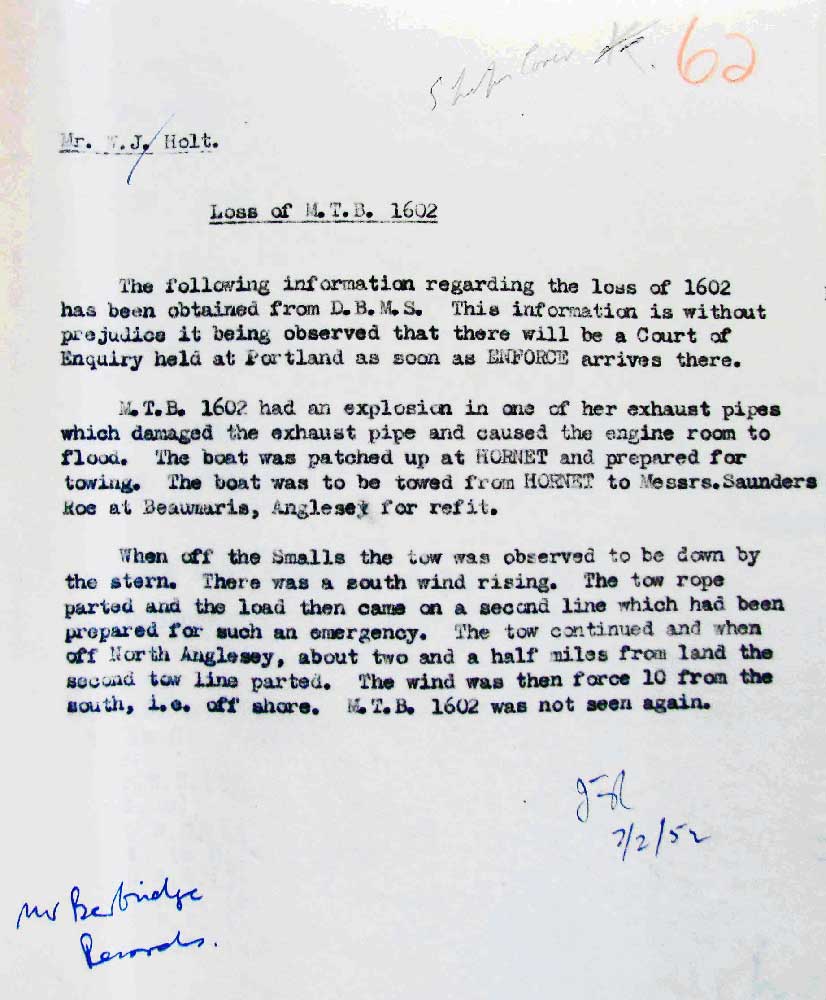 62
Mr. W.J. Holt.
Loss of M.T.B. 1602
The following information regarding the loss of 1602
has been obtained from D.B.M.S. This information is without
prejudice it being observed that there will be a Court of
Enquiry held at Portland as soon as ENFORCE arrives there.
M.T.B. 1602 had an explosion in one of her exhaust pipes
which damaged the exhaust pipe and caused the engine room to
flood. The boat was patched up at HORNET and prepared for
towing. The boat was to be towed from HORNET to Messrs.Saunders
Roe at Beaumaris, Anglesey for refit.
When off the Smalls the tow was observed to be down by
the stern. There was a south wind rising. The tow rope
parted and the load then came on a second line which had been
prepared for such an emergency. The tow continued and when
off North Anglesey, about two and a half miles from land the
second tow line parted. The wind was then force 10 from the
south, i.e. off shore. M.T.B. 1602 was not seen again.
/2/52
Mr
Records.